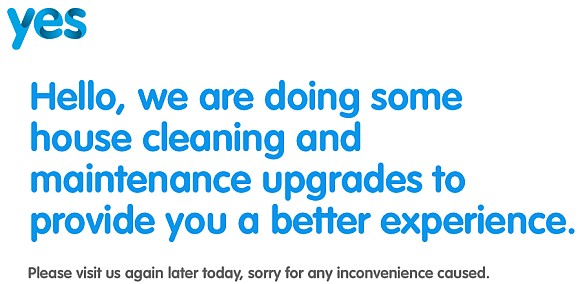 yes
Hello, we are doing some
house cleaning and
maintenance upgrades to
provide you a better experience.
Please visit us again later today, sorry for any inconvenience caused.